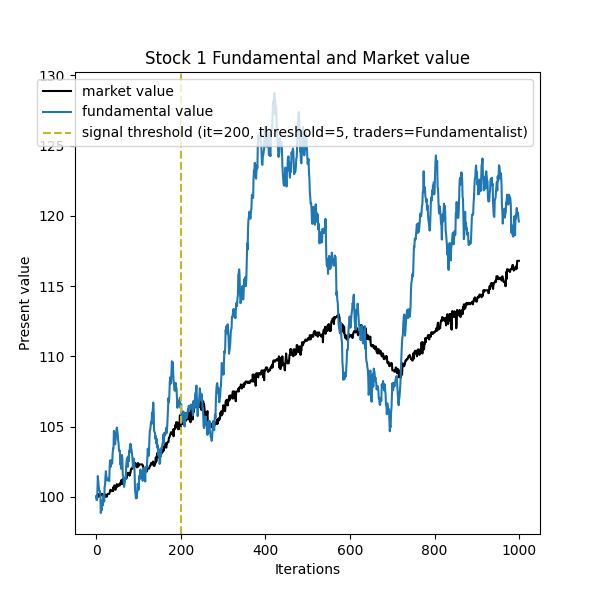 Stock 1 Fundamental and Market value
130
125
120
115
110
105
100
Present value
market value
fundamental value
signal threshold (it=200, threshold=5, traders=Fundamentalist)
0 200 400 600 800 1000
Iterations